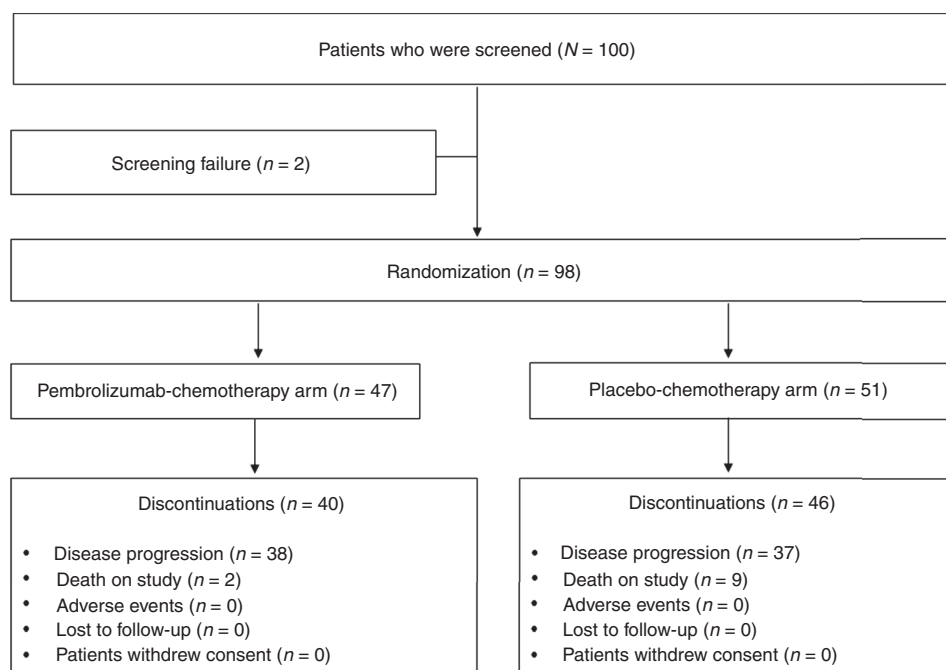 Patients who were screened (N = 100)
Screening failure (n = 2)
Randomization (n = 98)
Pembrolizumab-chemotherapy arm (n = 47)
Placebo-chemotherapy arm (n = 51)
Discontinuations (n = 40)
• Disease progression (n = 38)
• Death on study (n = 2)
• Adverse events (n = 0)
• Lost to follow-up (n = 0)
• Patients withdrew consent (n = 0)
Discontinuations (n = 46)
• Disease progression (n = 37)
• Death on study (n = 9)
• Adverse events (n = 0)
• Lost to follow-up (n = 0)
• Patients withdrew consent (n = 0)